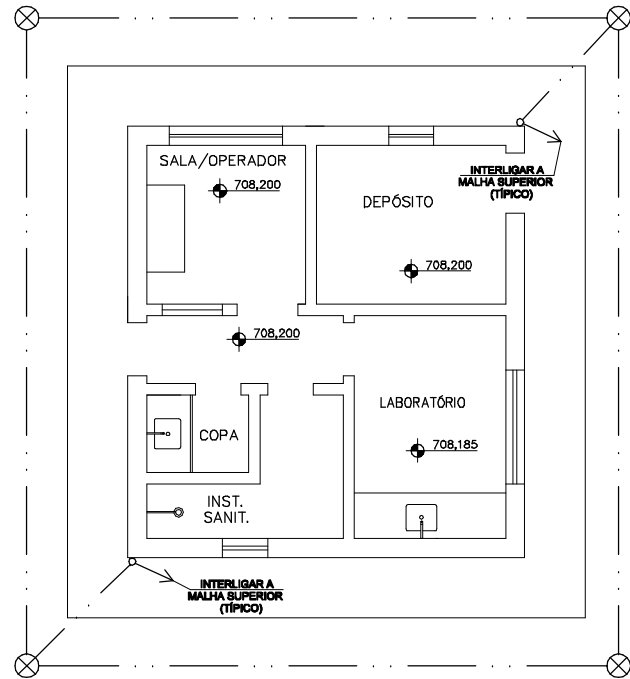 SALA/OPERADOR
708,200
INTERLIGAR A
MALHA SUPERIOR
(TÍPICO)
DEPÓSITO
708,200
708,200
LABORATÓRIO
COPA
708,185
INST.
SANIT.
INTERLIGAR A
MALHA SUPERIOR
(TÍPICO)